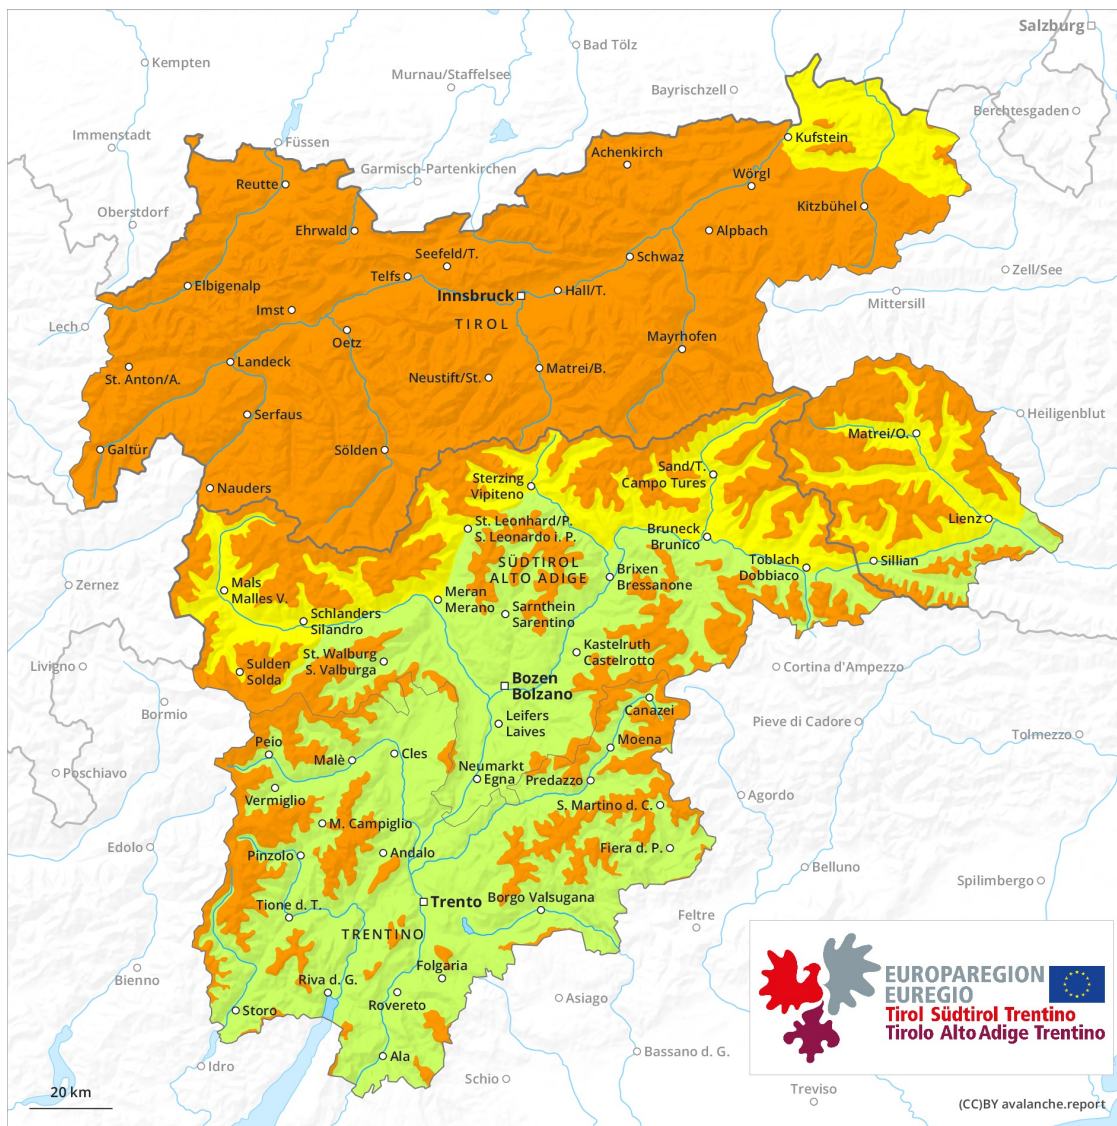 Salzburg
Bad Tölz
Kempten
Murnau/Staffelsee
Bayrischzell
Berchtesgaden
Immenstadt
Füssen
Kufstein
Achenkirch
Garmisch-Partenkirchen
Wörgl
Reutte
Oberstdorf
Kitzbühel
Ehrwald
Alpbach
Seefeld/T.
Schwaz
Telfs
Zell/See
Elbigenalp
Hall/T.
Innsbruck
Mittersill
Imst
TIROL
Lech
Oetz
Mayrhofen
Landeck
Matrei/B.
St. Anton/A.
Neustift/St.
Serfaus
Heiligenblut
Matrei/O.
Galtür
Sölden
Sand/T.
Campo Tures
Sterzing
Vipiteno
Nauders
Lienz
St. Leonhard/P.
S. Leonardo i. P.
Bruneck
Brunico
SÜDTIROL
ALTO ADIGE
Toblach
Dobbiaco
Sillian
Brixen
Bressanone
Zernez
Mals
Malles V.
Meran
Merano
Sarnthein
Sarentino
Schlanders
Silandro
Kastelruth
Castelrotto
St. Walburg
S. Valburga
Livigno
Sulden
Solda
Cortina d'Ampezzo
Bozen
Bolzano
Canazei
Bormio
Leifers
Laives
Pieve di Cadore
Tolmezzo
Peio
Moena
Malè
Cles
Poschiavo
Neumarkt
Egna
Predazzo
Vermiglio
Agordo
S. Martino d. C.
M. Campiglio
Edolo
Pinzolo
Andalo
Fiera d. P.
Belluno
Spilimbergo
Trento
Borgo Valsugana
Tione d. T.
Feltre
TRENTINO
Folgaria
Bienno
Riva d. G.
Rovereto
Asiago
Storo
EUROPAREGION
EUREGIO
Tirol Südtirol Trentino
Tirolo Alto Adige Trentino
Ala
Bassano d. G.
Idro
Schio
Treviso
20 km
(CC)BY avalanche.report